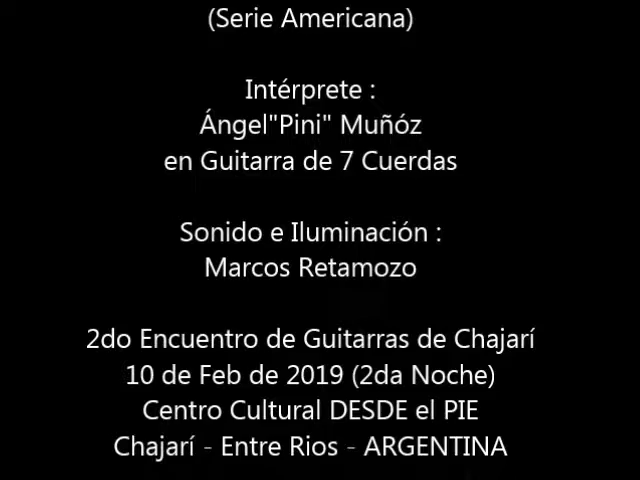 (Serie Americana)
Intérprete :
Ángel"Pini" Muñóz
en Guitarra de 7 Cuerdas
Sonido e Iluminación :
Marcos Retamozo
2do Encuentro de Guitarras de Chajarí
10 de Feb de 2019 (2da Noche)
Centro Cultural DESDE el PIE
Chajarí - Entre Rios - ARGENTINA